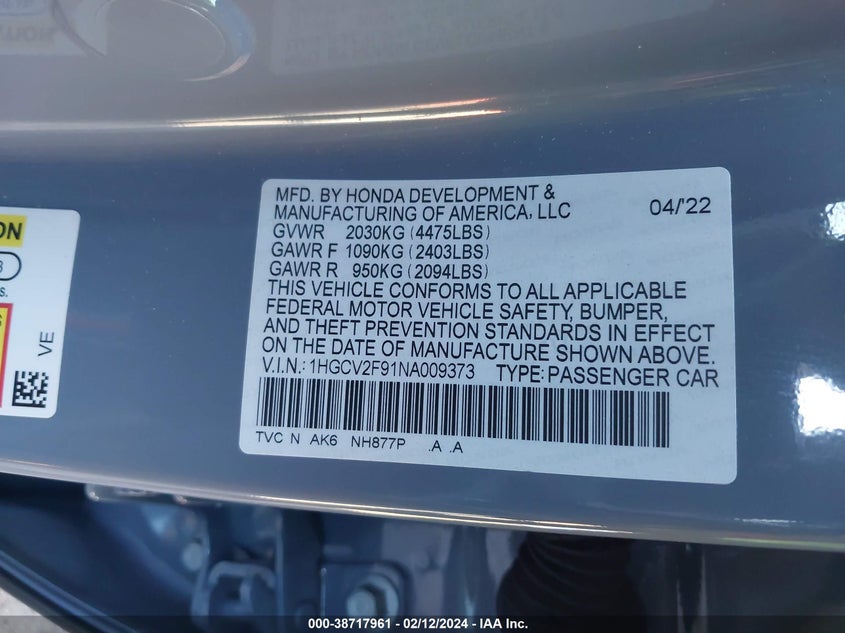 MFD. BY HONDA DEVELOPMENT &
MANUFACTURING OF AMERICA, LLC 04/'22
GVWR 2030KG (4475LBS)
GAWR F 1090KG (2403LBS)
GAWR R 950KG (2094LBS)
THIS VEHICLE CONFORMS TO ALL APPLICABLE
FEDERAL MOTOR VEHICLE SAFETY, BUMPER,
AND THEFT PREVENTION STANDARDS IN EFFECT
ON THE DATE OF MANUFACTURE SHOWN ABOVE.
V.I.N.: 1HGCV2F91NA009373 TYPE: PASSENGER CAR
TVC N AK6 NH877P .A .A
VE
000-38717961 - 02/12/2024 - IAA Inc.